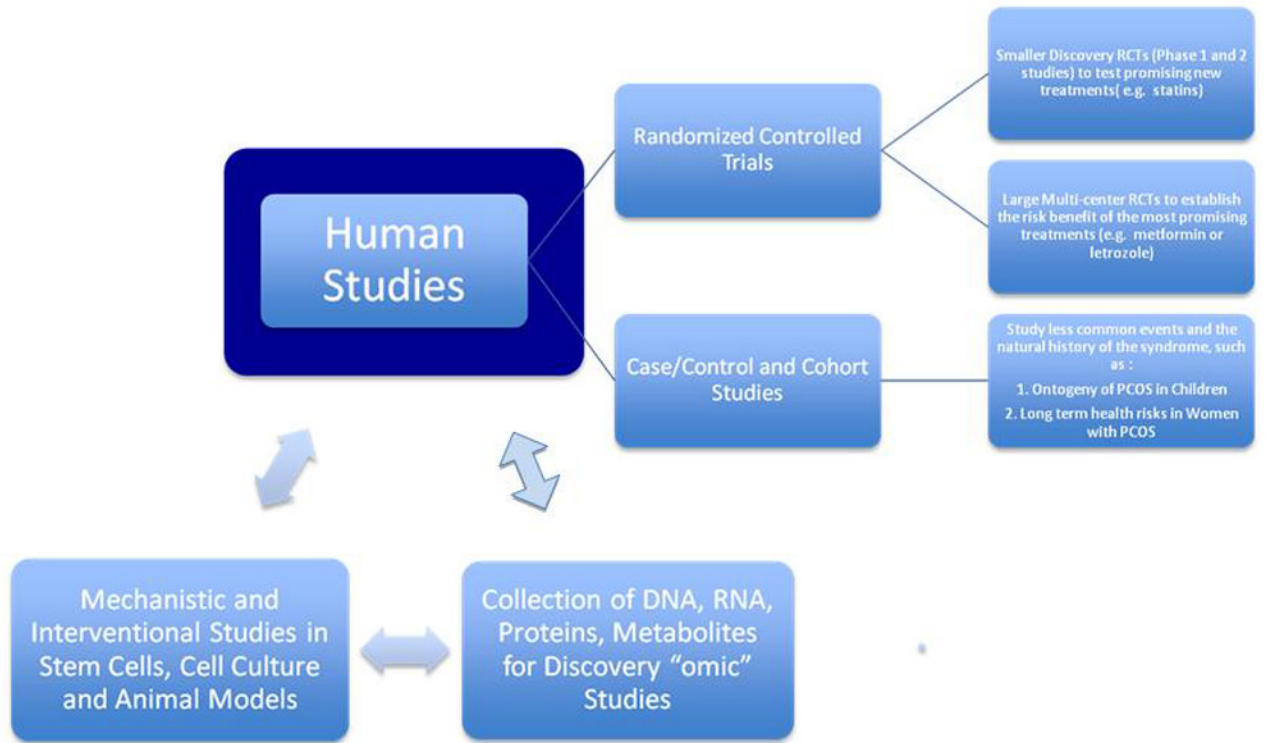 Human
Studies
Randomized Controlled
Trials
Smaller Discovery RCTs (Phase 1 and 2
studies) to test promising new
treatments( e.g. statins)
Large Multi-center RCTs to establish
the risk benefit of the most promising
treatments (e.g. metformin or
letrozole)
Case/Control and Cohort
Studies
Study less common events and the
natural history of the syndrome, such
as :
1. Ontogeny of PCOS in Children
2. Long term health risks in Women
with PCOS
Mechanistic and
Interventional Studies in
Stem Cells, Cell Culture
and Animal Models
Collection of DNA, RNA,
Proteins, Metabolites
for Discovery “omic”
Studies